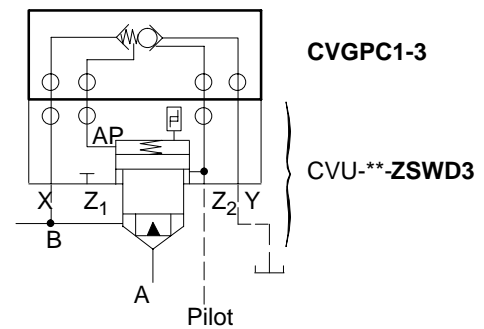 CVGPC1-3
AP
CVU-**-ZSWD3
X Z1 Z2 Y
B
A
Pilot